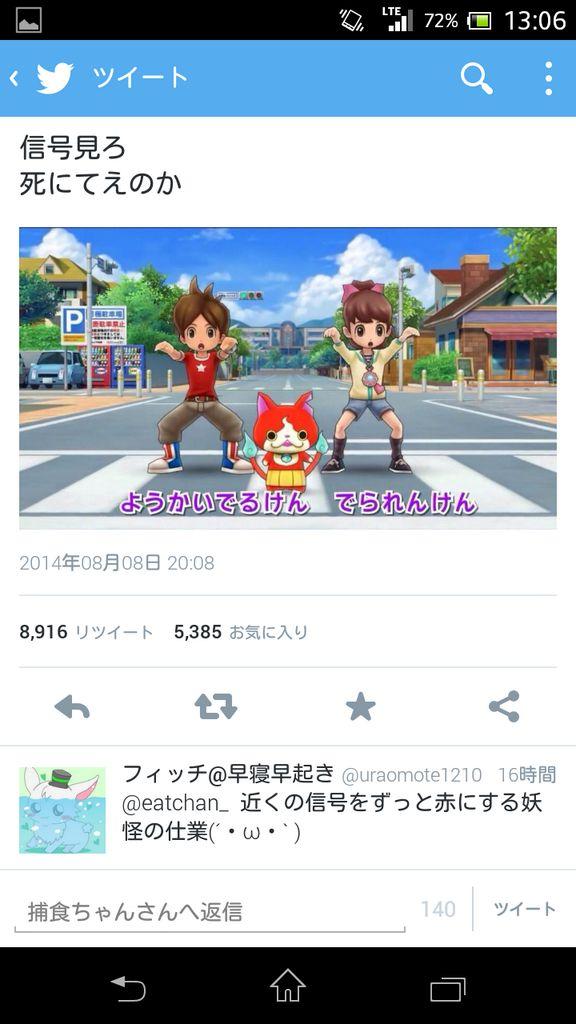 LTE
72%
13:06
ツイート
信号見ろ
死にてえのか
P
ようかいでるけん でられんけん
2014年08月08日 20:08
8,916 リツイート 5,385 お気に入り
フィッチ@早寝早起き @uraomote1210 16時間
@eatchan_ 近くの信号をずっと赤にする妖
怪の仕業(´・ω・`)
捕食ちゃんさんへ返信
140
ツイート